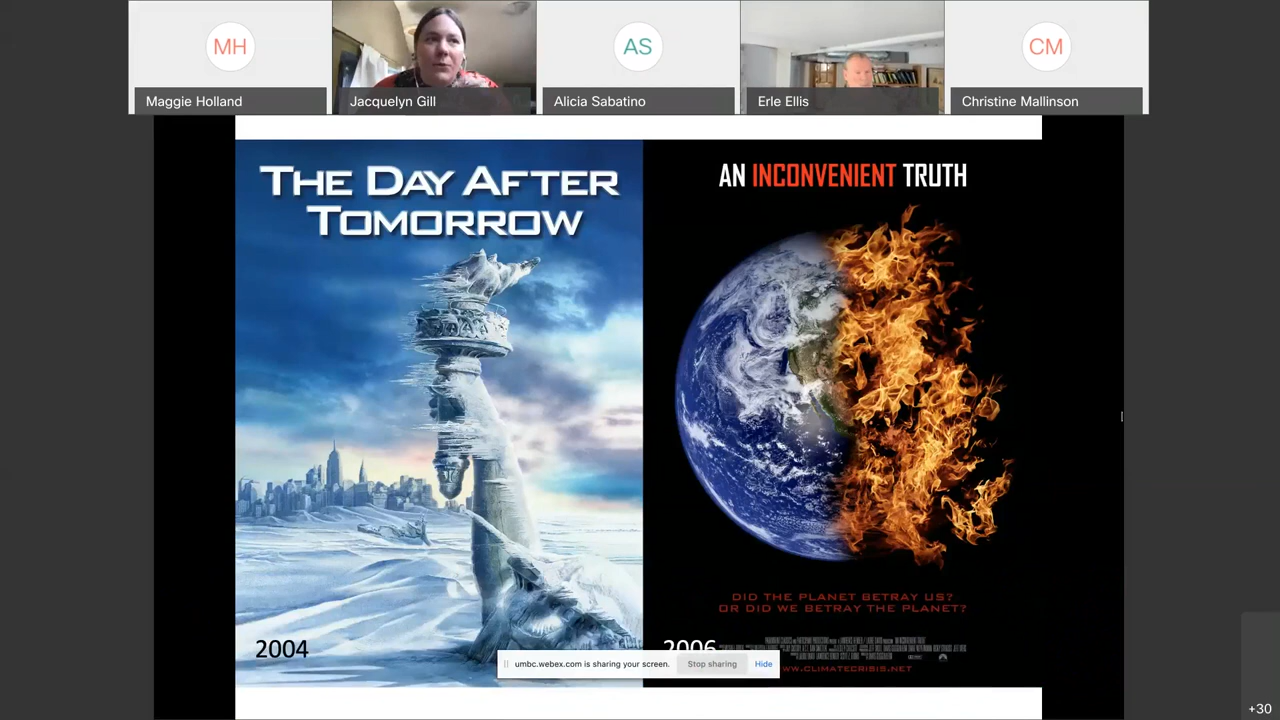 MH
AS
CM
Maggie Holland
Jacquelyn Gill
Alicia Sabatino
Erle Ellis
Christine Mallinson
THE DAY AFTER
TOMORROW
2004
AN INCONVENIENT TRUTH
DID THE PLANET BETRAY US?
OR DID WE BETRAY THE PLANET?
2006
WW.CLIMATECRISIS.NET
umbc.webex.com is sharing your screen.
Stop sharing
Hide
+30